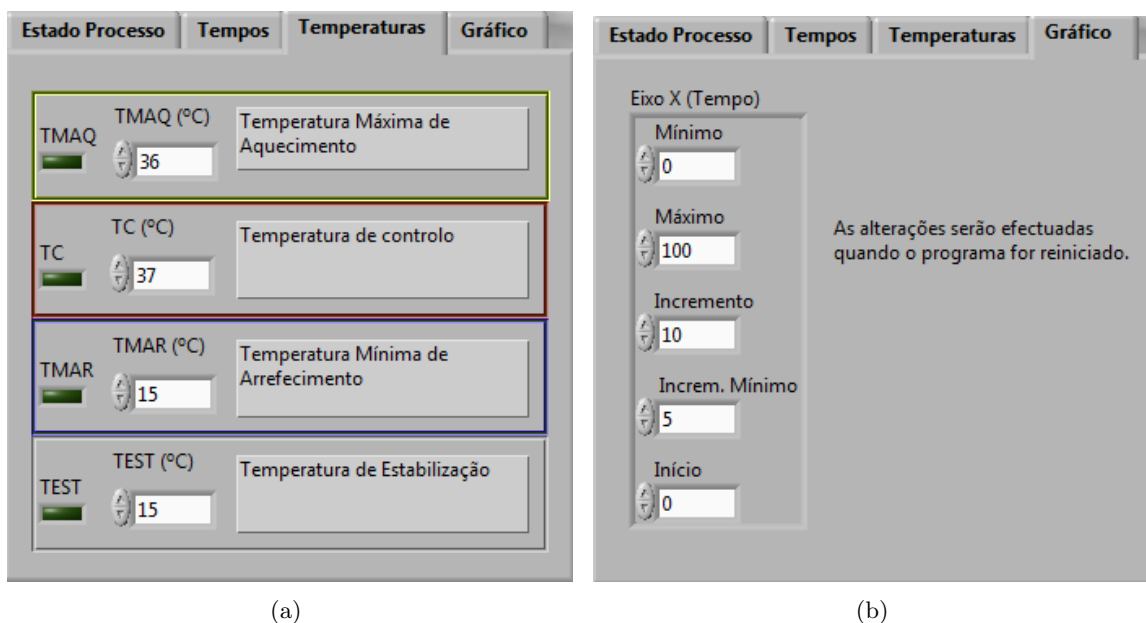 Estado Processo Tempos Temperaturas Gráfico
TMAQ
TMAQ (ºC)
36
Temperatura Máxima de
Aquecimento
TC
TC (ºC)
37
Temperatura de controlo
TMAR
TMAR (ºC)
15
Temperatura Mínima de
Arrefecimento
TEST
TEST (ºC)
15
Temperatura de Estabilização
(a)
Estado Processo Tempos Temperaturas Gráfico
Eixo X (Tempo)
Mínimo
0
Máximo
100
Incremento
10
Increm. Mínimo
5
Início
0
As alterações serão efectuadas
quando o programa for reiniciado.
(b)